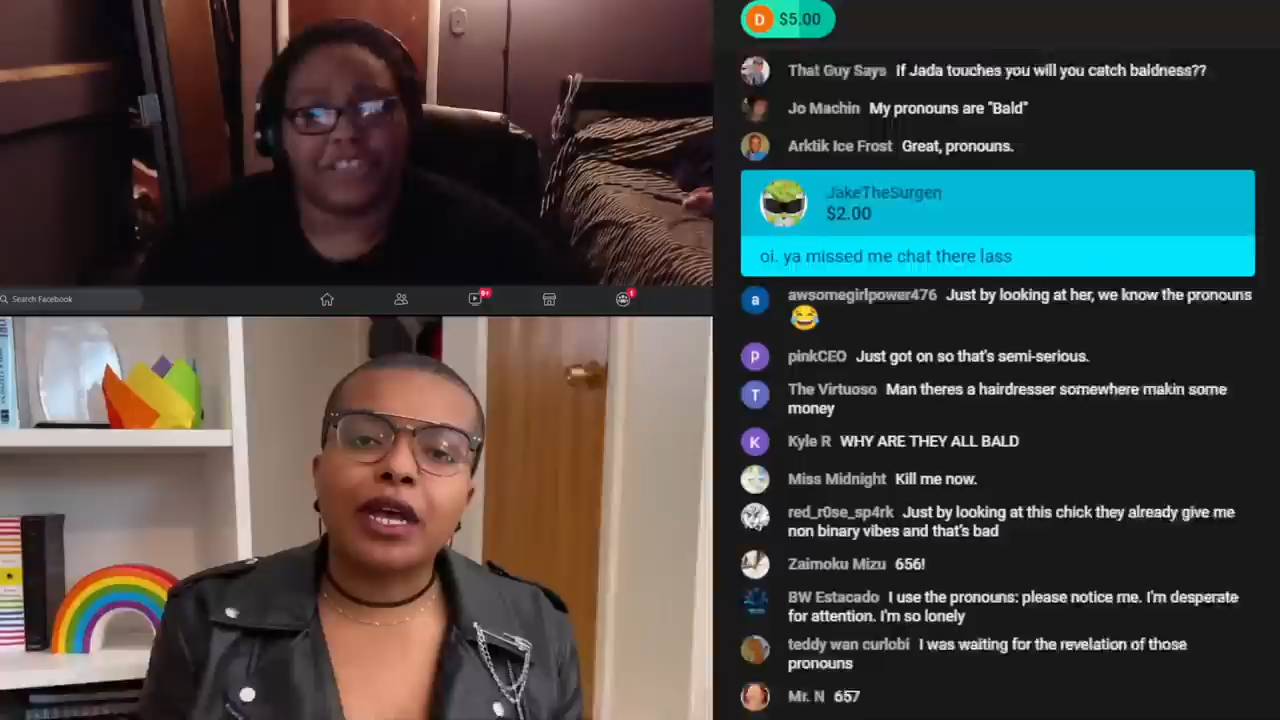 D $5.00
That Guy Says If Jada touches you will you catch baldness??
Jo Machin My pronouns are "Bald"
Arktik Ice Frost Great, pronouns.
JakeTheSurgen
$2.00
oi. ya missed me chat there lass
a awsomegirlpower476 Just by looking at her, we know the pronouns
😂
P pinkCEO Just got on so that's semi-serious.
T The Virtuoso Man theres a hairdresser somewhere makin some
money
K Kyle R WHY ARE THEY ALL BALD
Miss Midnight Kill me now.
red_r0se_sp4rk Just by looking at this chick they already give me
non binary vibes and that's bad
Zaimoku Mizu 656!
BW Estacado I use the pronouns: please notice me. I'm desperate
for attention. I'm so lonely
teddy wan curlobi I was waiting for the revelation of those
pronouns
Mr. N 657
Search Facebook
9+
1